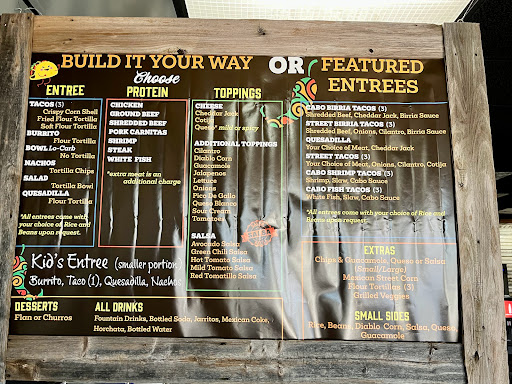 BUILD IT YOUR WAY OR FEATURED ENTREES
Choose
ENTREE
TACOS (3)
Crispy Corn Shell
Fried Flour Tortilla
Soft Flour Tortilla
BURRITO
Flour Tortilla
BOWL Lo-Carb
No Tortilla
NACHOS
Tortilla Chips
SALAD
Tortilla Bowl
QUESADILLA
Flour Tortilla
*All entrees come with
your choice of Rice and
Beans upon request.
PROTEIN
CHICKEN
GROUND BEEF
SHREDDED BEEF
PORK CARNITAS
SHRIMP
STEAK
WHITE FISH
*extra meat is an
additional charge
TOPPINGS
CHEESE
Cheddar Jack
Cotija
Queso mild or spicy
ADDITIONAL TOPPINGS
Cilantro
Diablo Corn
Guacamole
Jalapenos
Lettuce
Onions
Pico De Gallo
Queso Blanco
Sour Cream
Tomatoes
SALSA
Avocado Salsa
Green Chili Salsa
Hot Tomato Salsa
Mild Tomato Salsa
Red Tomatillo Salsa
CABO BIRRIA TACOS (3)
Shredded Beef, Cheddar Jack, Birria Sauce
STREET BIRRIA TACOS (3)
Shredded Beef, Onions, Cilantro, Birria Sauce
QUESADILLA
Your Choice of Meat, Cheddar Jack
STREET TACOS (3)
Your Choice of Meat, Onions, Cilantro, Cotija
CABO SHRIMP TACOS (3)
Shrimp, Slaw, Cabo Sauce
CABO FISH TACOS (3)
White Fish, Slaw, Cabo Sauce
*All entrees come with your choice of Rice and
Beans upon request.
Kid's Entree (smaller portion)
Burrito, Taco (1), Quesadilla, Nachos
EXTRAS
Chips & Guacamole, Queso or Salsa
(Small/Large)
Mexican Street Corn
Flour Tortillas (3)
Grilled Veggies
DESSERTS
Flan or Churros
ALL DRINKS
Fountain Drinks, Bottled Soda, Jarritos, Mexican Coke,
Horchata, Bottled Water
SMALL SIDES
Rice, Beans, Diablo Corn, Salsa, Queso,
Guacamole